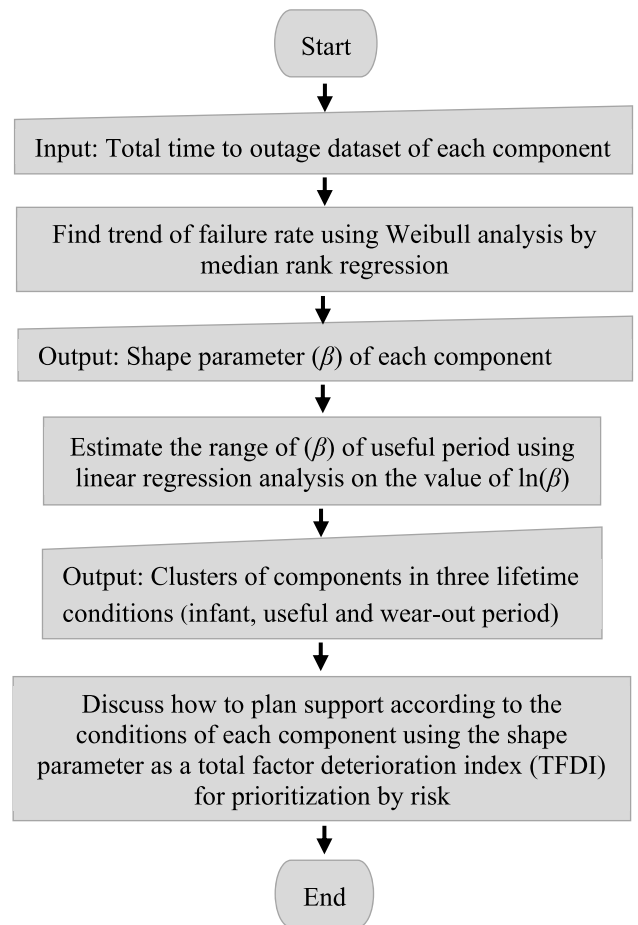 Start
Input: Total time to outage dataset of each component
Find trend of failure rate using Weibull analysis by
median rank regression
Output: Shape parameter (β) of each component
Estimate the range of (β) of useful period using
linear regression analysis on the value of ln(β)
Output: Clusters of components in three lifetime
conditions (infant, useful and wear-out period)
Discuss how to plan support according to the
conditions of each component using the shape
parameter as a total factor deterioration index (TFDI)
for prioritization by risk
End